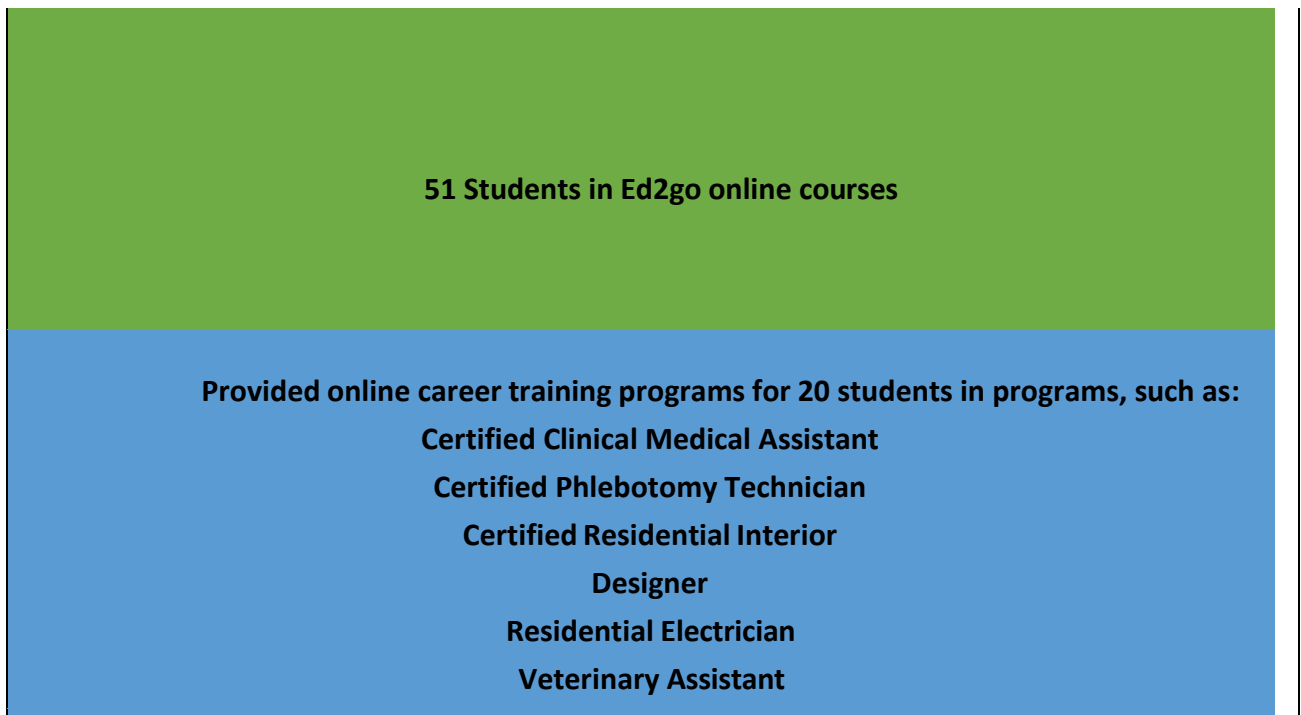 51 Students in Ed2go online courses
Provided online career training programs for 20 students in programs, such as:
Certified Clinical Medical Assistant
Certified Phlebotomy Technician
Certified Residential Interior
Designer
Residential Electrician
Veterinary Assistant